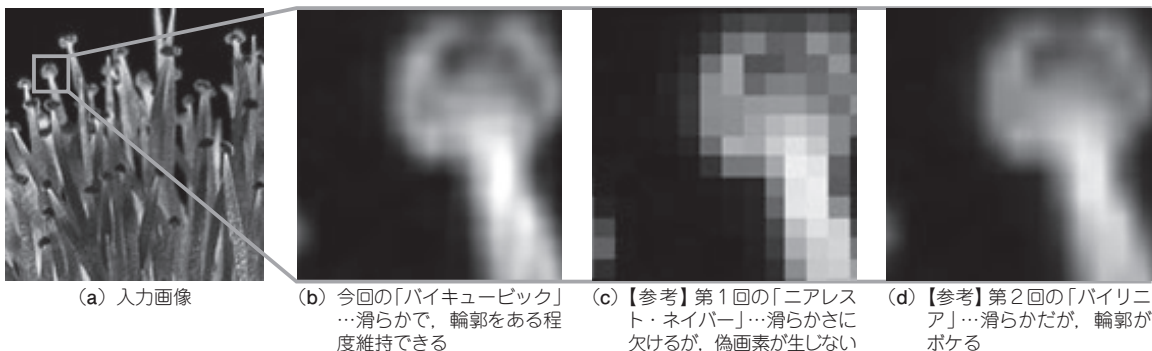 (a) 入力画像
(b) 今回の「バイキュービック」
…滑らかで，輪郭をある程
度維持できる
(c)【参考】第1回の「ニアレス
ト・ネイバー」…滑らかさに
欠けるが，偽画素が生じない
(d)【参考】第2回の「バイリニ
ア」…滑らかだが，輪郭が
ボケる